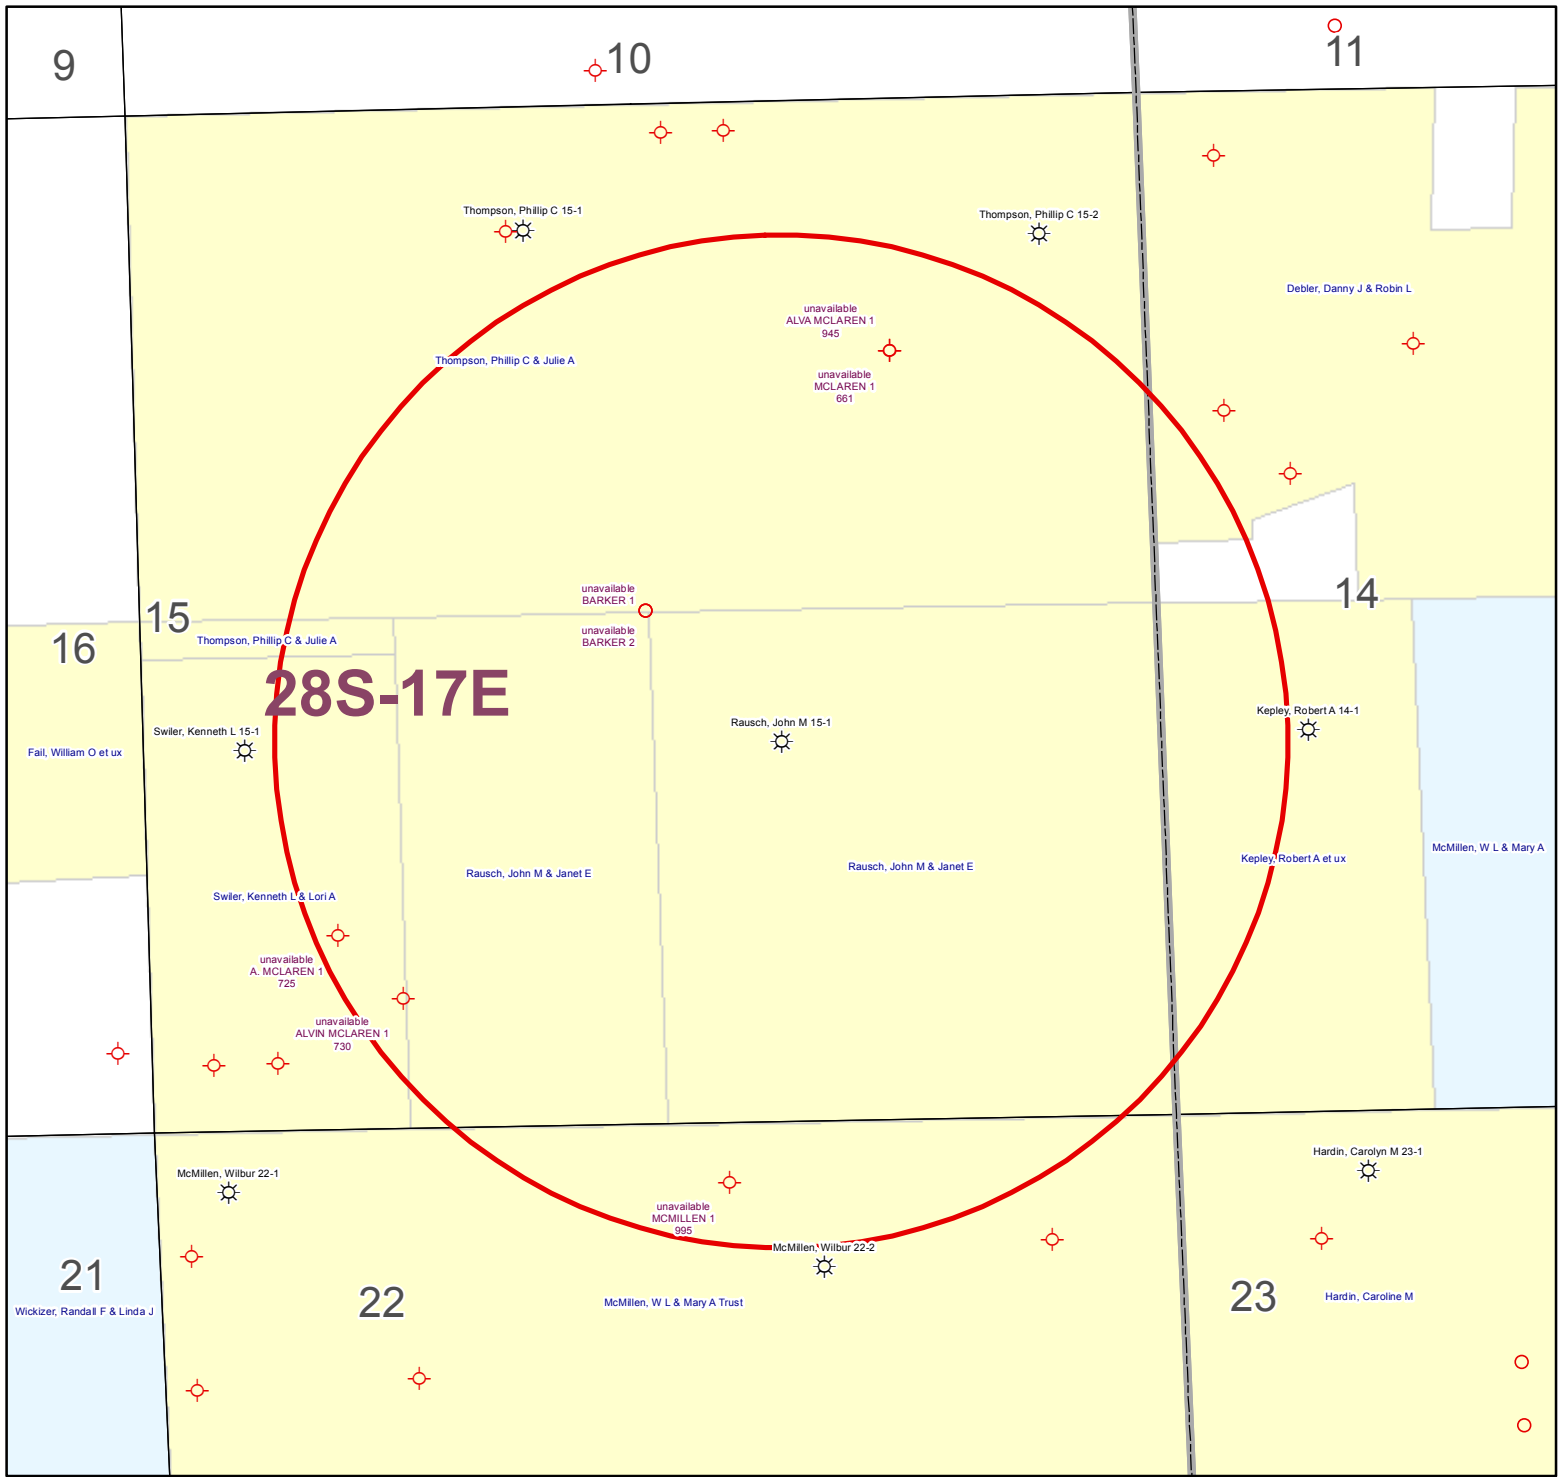 9
10
11
Thompson, Phillip C 15-1
Thompson, Phillip C 15-2
Debler, Danny J & Robin L
unavailable
ALVA MCLAREN 1
945
Thompson, Phillip C & Julie A
unavailable
MCLAREN 1
661
unavailable
BARKER 1
14
15
unavailable
BARKER 2
16
Thompson, Phillip C & Julie A
28S-17E
Kepley, Robert A 14-1
Rausch, John M 15-1
Swiler, Kenneth L 15-1
Fail, William O et ux
McMillen, W L & Mary A
Kepley, Robert A et ux
Rausch, John M & Janet E
Rausch, John M & Janet E
Swiler, Kenneth L & Lori A
unavailable
A. MCLAREN 1
725
unavailable
ALVIN MCLAREN 1
730
Hardin, Carolyn M 23-1
McMillen, Wilbur 22-1
unavailable
MCMILLEN 1
995
McMillen, Wilbur 22-2
21
Wickizer, Randall F & Linda J
22
McMillen, W L & Mary A Trust
23
Hardin, Caroline M